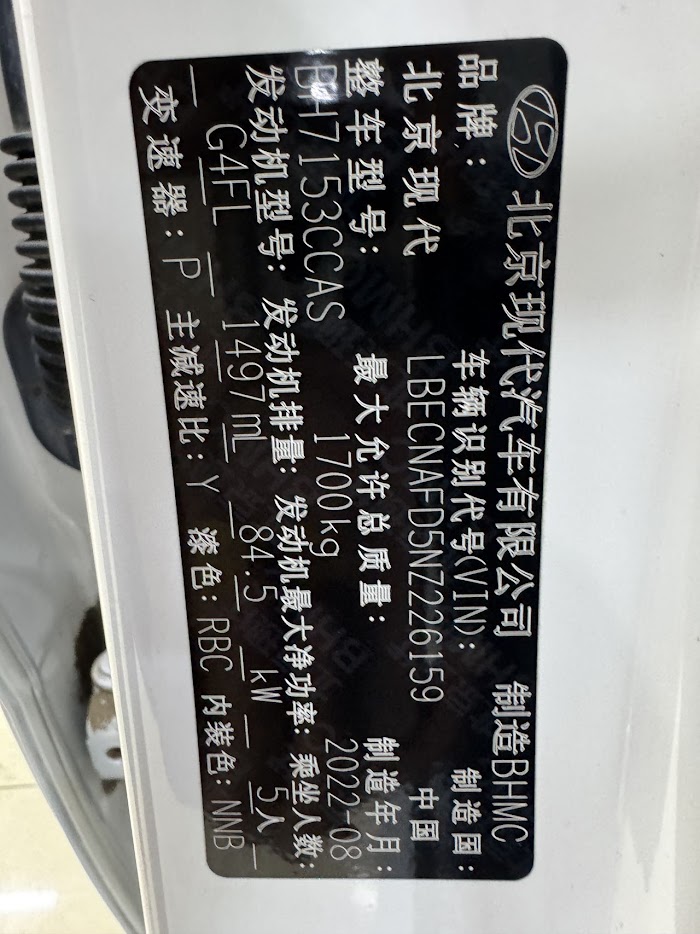 北京现代汽车有限公司 制造BHMC
品牌: 车辆识别代号(VIN): 制造国:
北京现代 LBECNAFD5NZ226159 中国
整车型号: 最大允许总质量: 制造年月:
BH7153CCAS 1700kg 2022-08
发动机型号: 发动机排量: 发动机最大净功率: 乘坐人数:
G4FL 1497mL 84.5 kW 5人
变速器: P 主减速比: Y 漆色: RBC 内装色: NNB